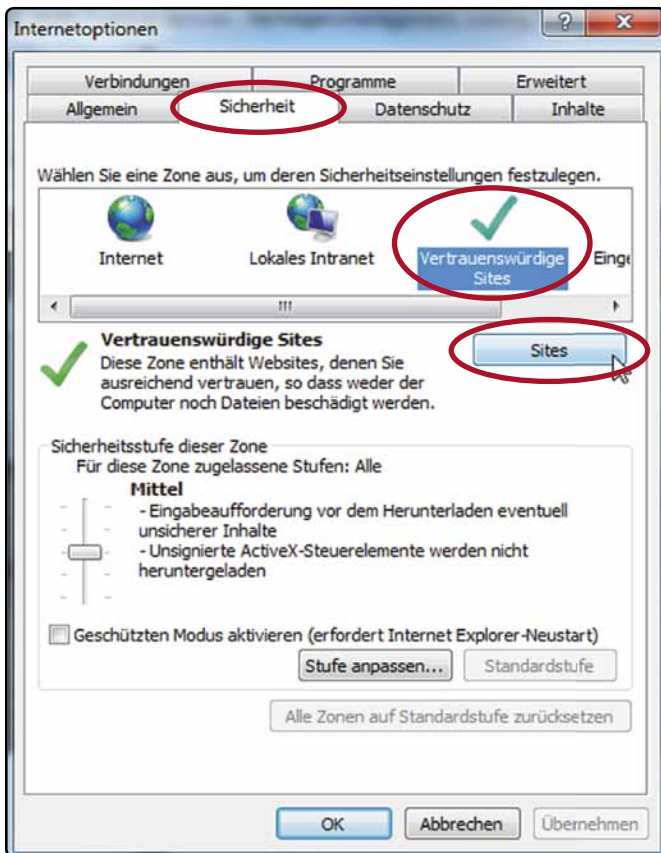 Internetoptionen
Verbindungen Programme Erweitert
Allgemein Sicherheit Datenschutz Inhalte
Wählen Sie eine Zone aus, um deren Sicherheitseinstellungen festzulegen.
Internet Lokales Intranet Vertrauenswürdige Einge
Sites
Vertrauenswürdige Sites
Sites
Diese Zone enthält Websites, denen Sie
ausreichend vertrauen, so dass weder der
Computer noch Dateien beschädigt werden.
Sicherheitsstufe dieser Zone
Für diese Zone zugelassene Stufen: Alle
Mittel
- Eingabeaufforderung vor dem Herunterladen eventuell
unsicherer Inhalte
- Unsignierte ActiveX-Steuerelemente werden nicht
heruntergeladen
Geschützten Modus aktivieren (erfordert Internet Explorer-Neustart)
Stufe anpassen... Standardstufe
Alle Zonen auf Standardstufe zurücksetzen
OK Abbrechen Übernehmen